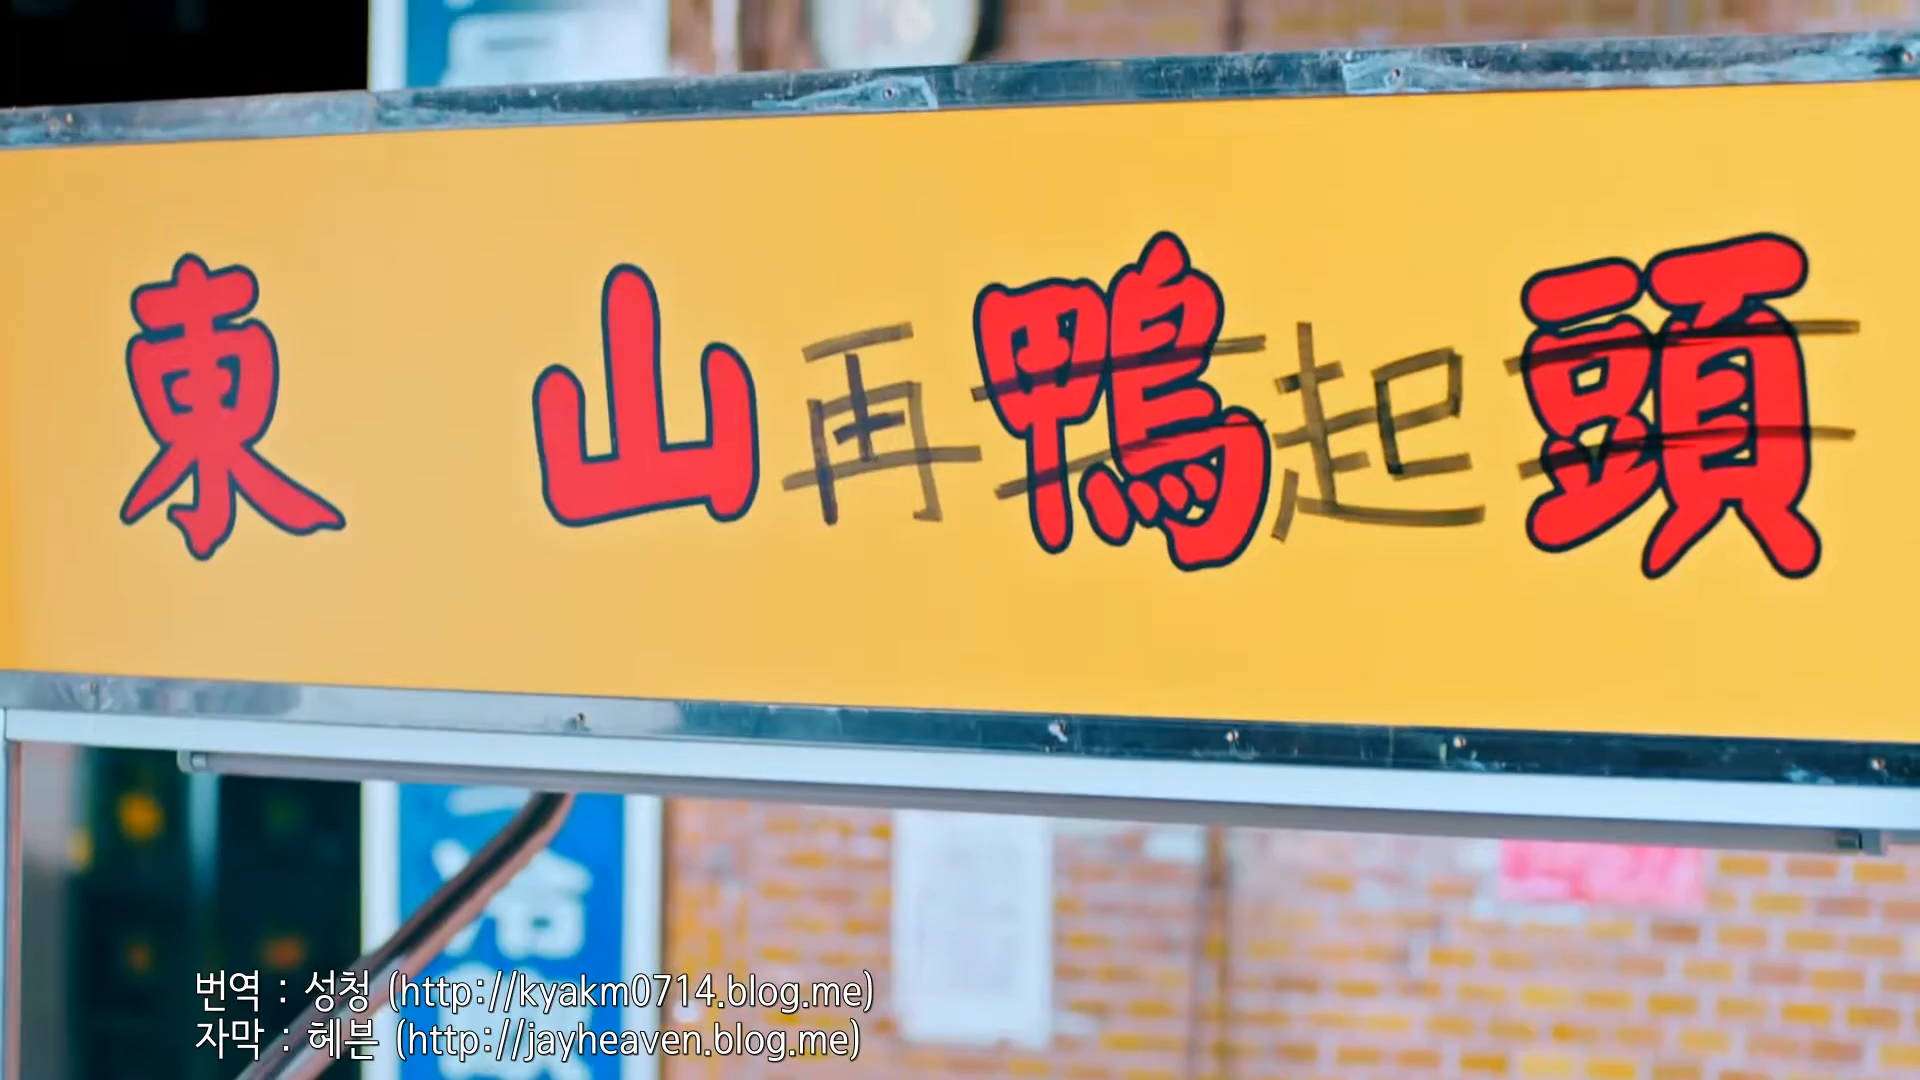 東山再鴨起頭
번역 : 성청 (http://kyakm0714.blog.me)
자막 : 헤븐 (http://jayheaven.blog.me)